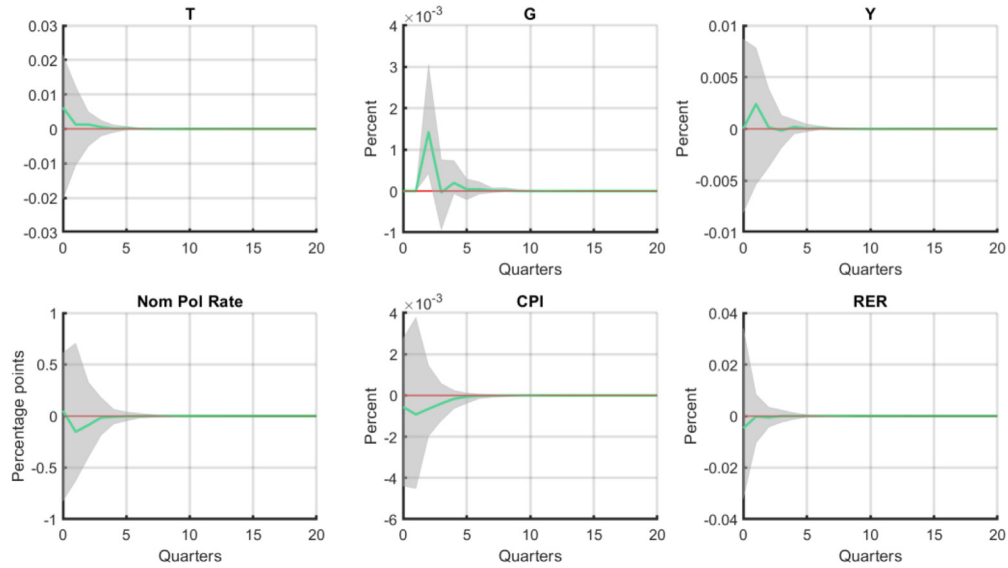 T
0.03
0.02
0.01
0
-0.01
-0.02
-0.03
0 5 10 15 20
G
×10⁻³
4
3
2
1
0
-1
Percent
0 5 10 15 20
Quarters
Y
0.01
0.005
0
-0.005
-0.01
Percent
0 5 10 15 20
Quarters
Nom Pol Rate
1
0.5
0
-0.5
-1
Percentage points
0 5 10 15 20
Quarters
CPI
×10⁻³
4
2
0
-2
-4
-6
Percent
0 5 10 15 20
Quarters
RER
0.04
0.02
0
-0.02
-0.04
Percent
0 5 10 15 20
Quarters